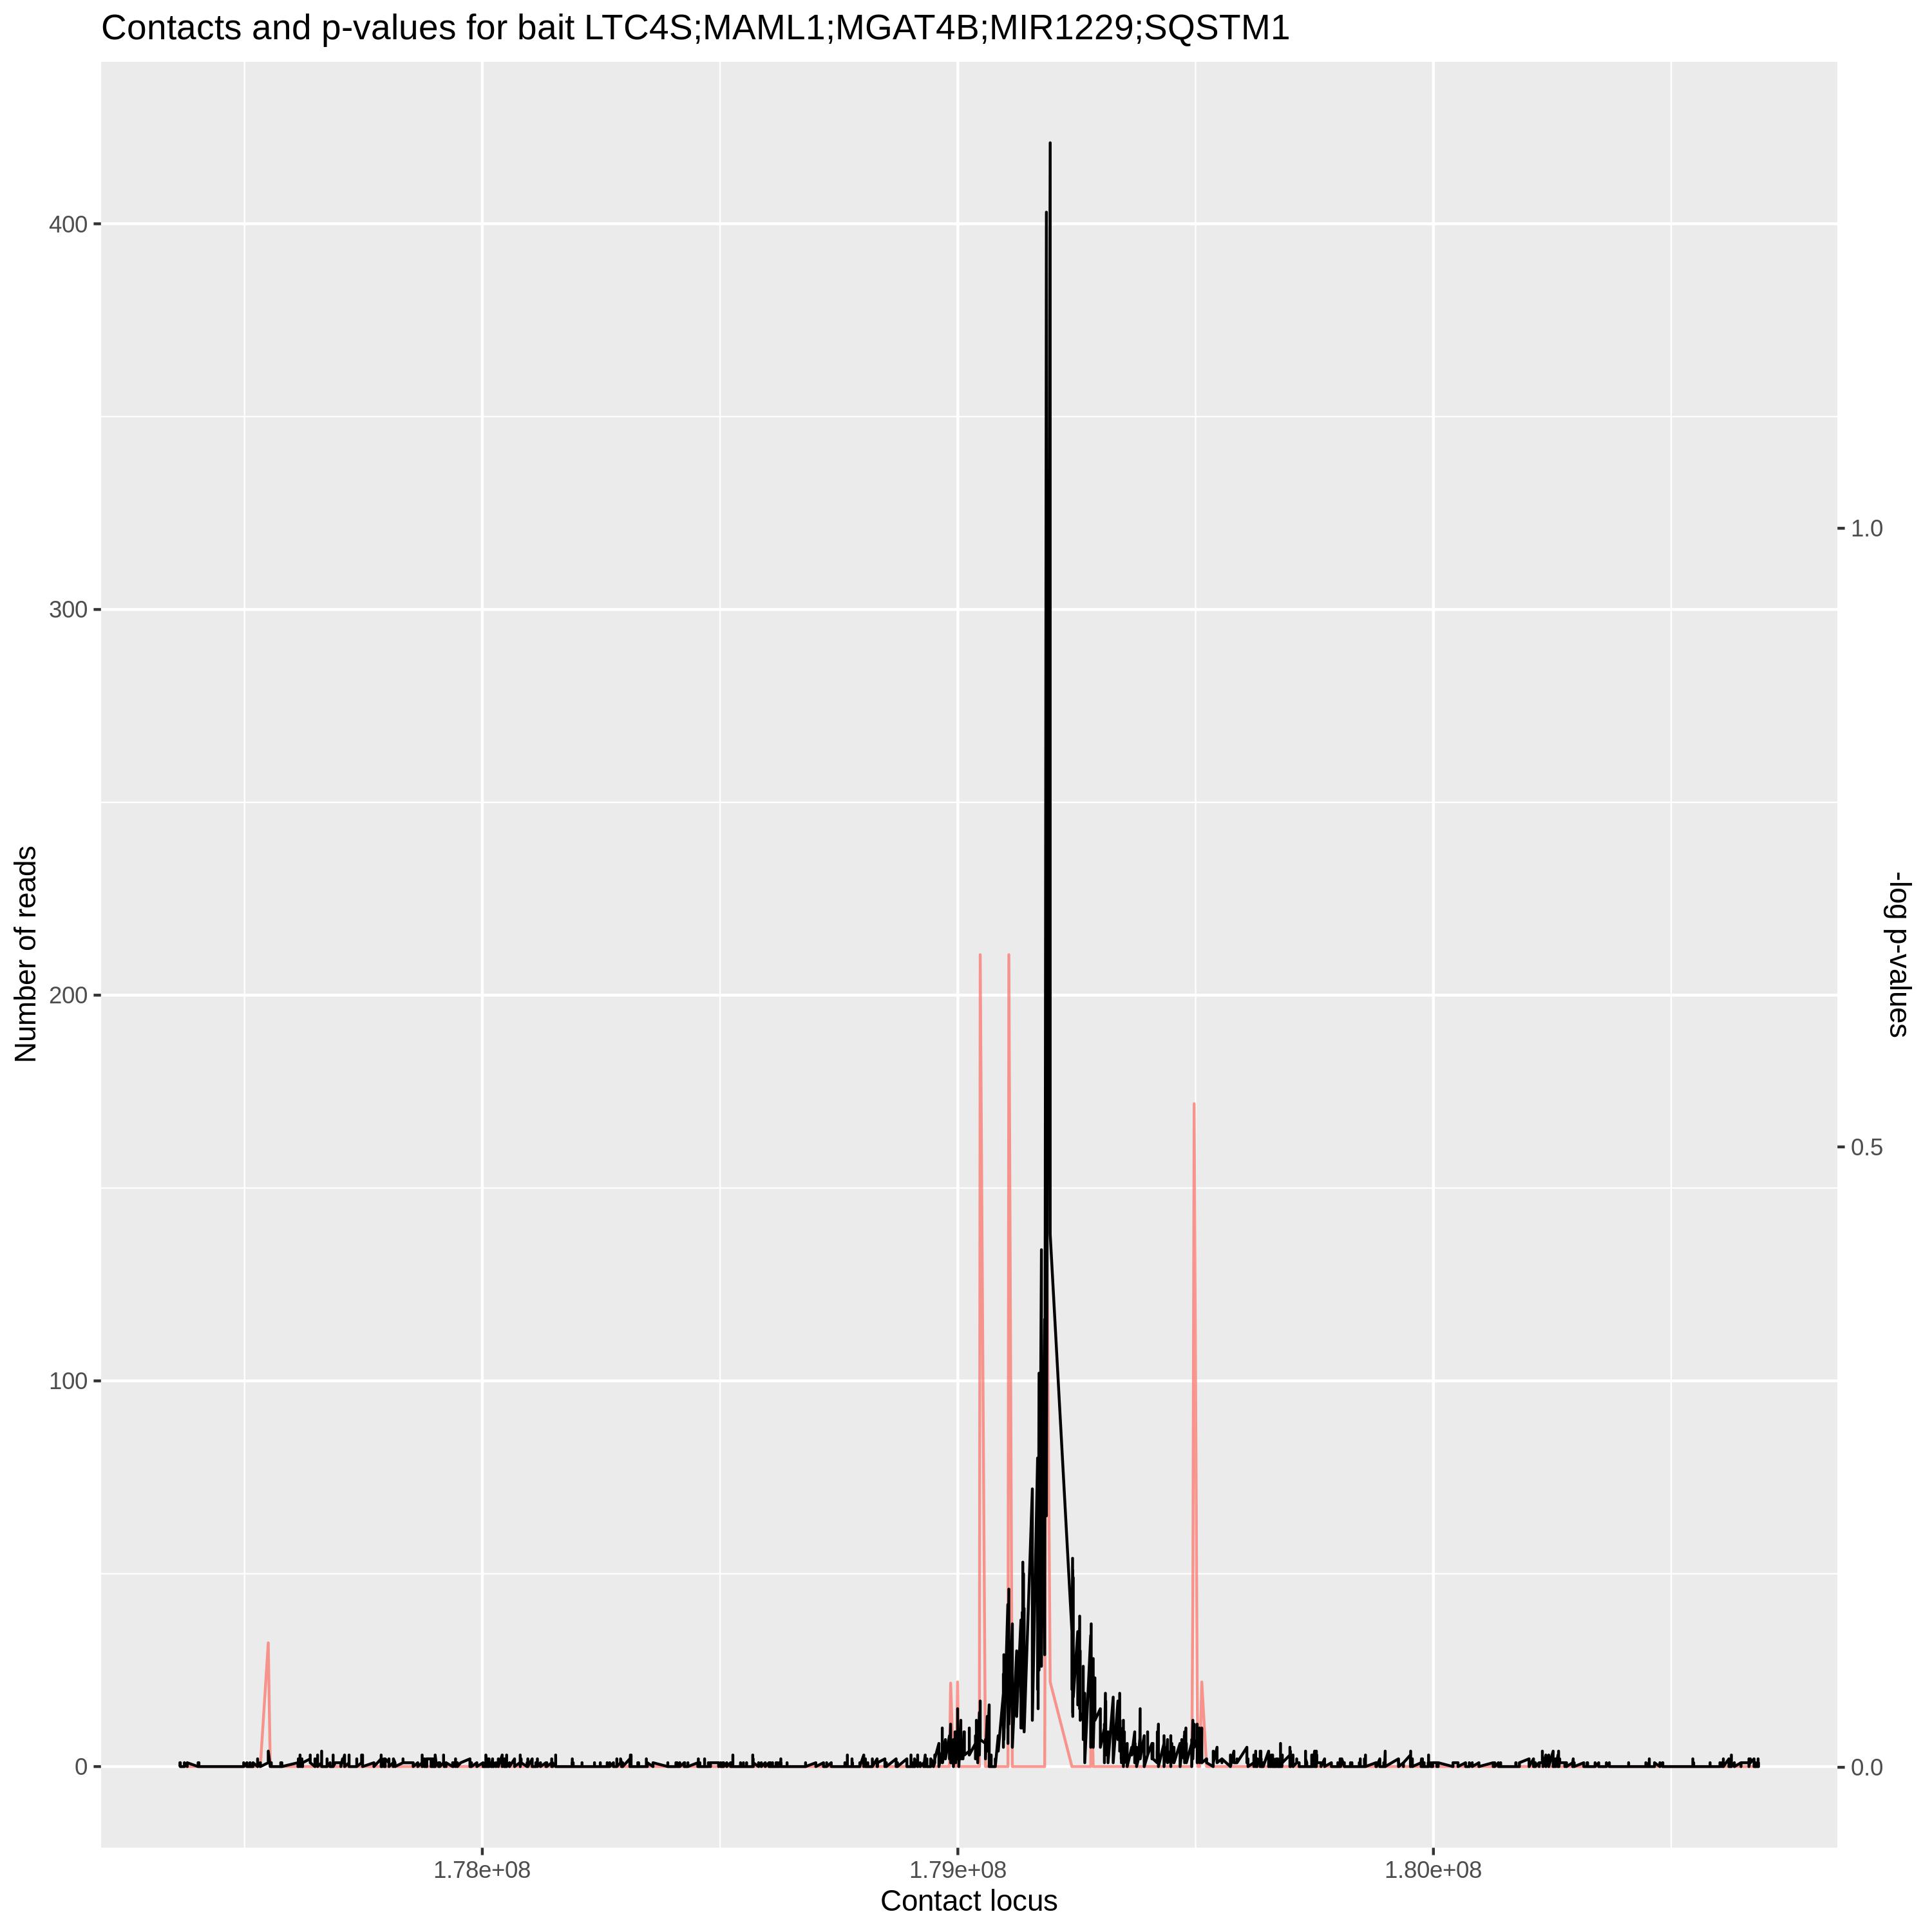 Contacts and p-values for bait LTC4S;MAML1;MGAT4B;MIR1229;SQSTM1
400
300
200
100
0
Number of reads
1.0
0.5
0.0
-log p-values
1.78e+08
1.79e+08
1.80e+08
Contact locus